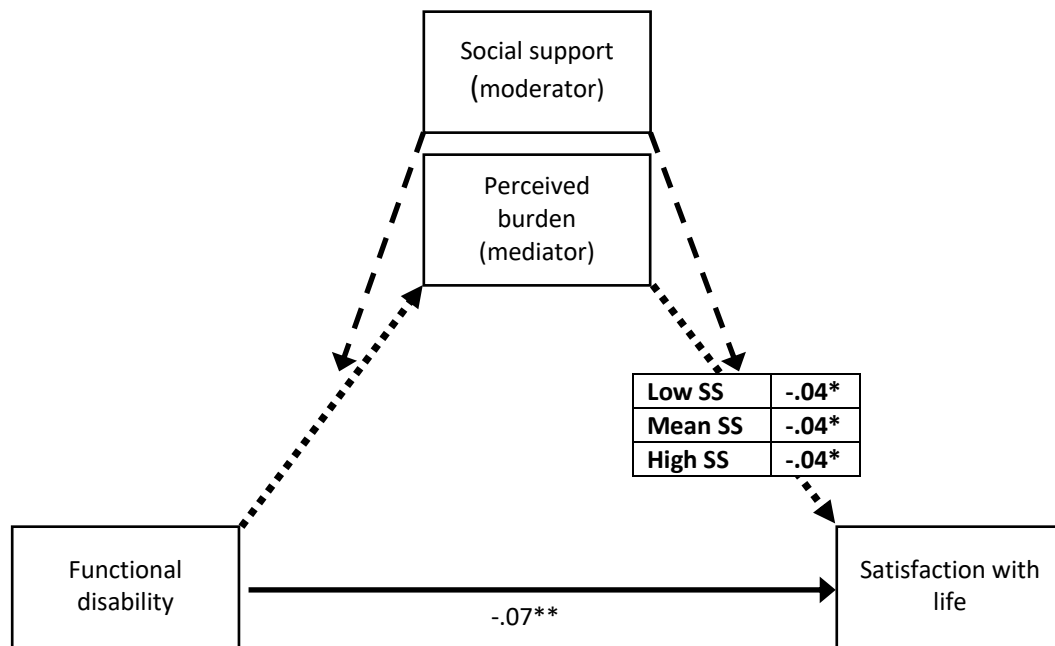 Social support
(moderator)
Perceived
burden
(mediator)
Low SS -.04*
Mean SS -.04*
High SS -.04*
Functional
disability
-.07**
Satisfaction with
life